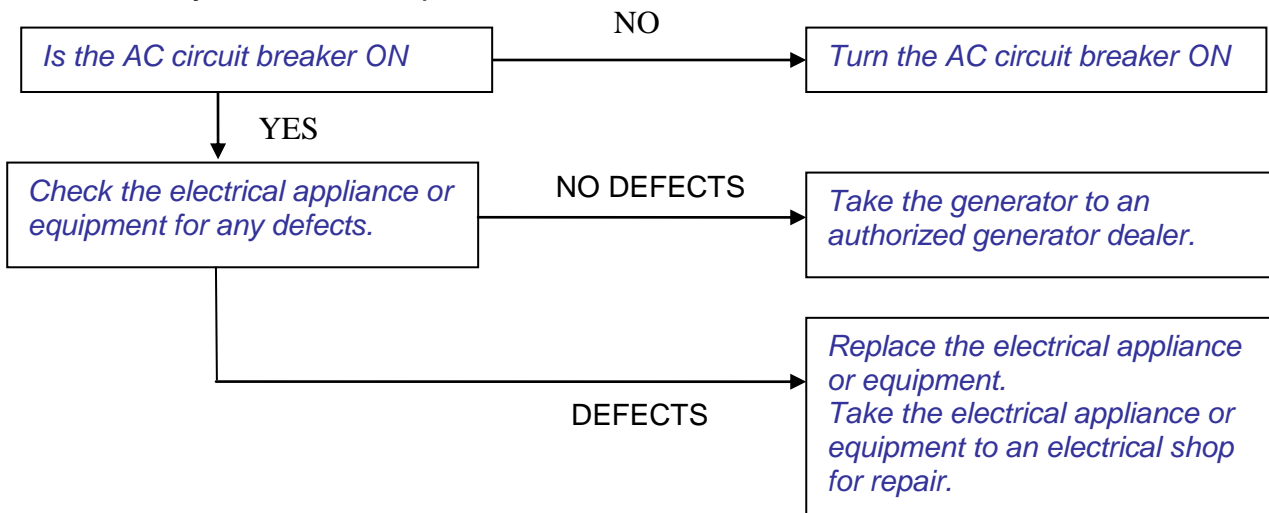 NO
Is the AC circuit breaker ON
Turn the AC circuit breaker ON
YES
Check the electrical appliance or
equipment for any defects.
NO DEFECTS
Take the generator to an
authorized generator dealer.
DEFECTS
Replace the electrical appliance
or equipment.
Take the electrical appliance or
equipment to an electrical shop
for repair.